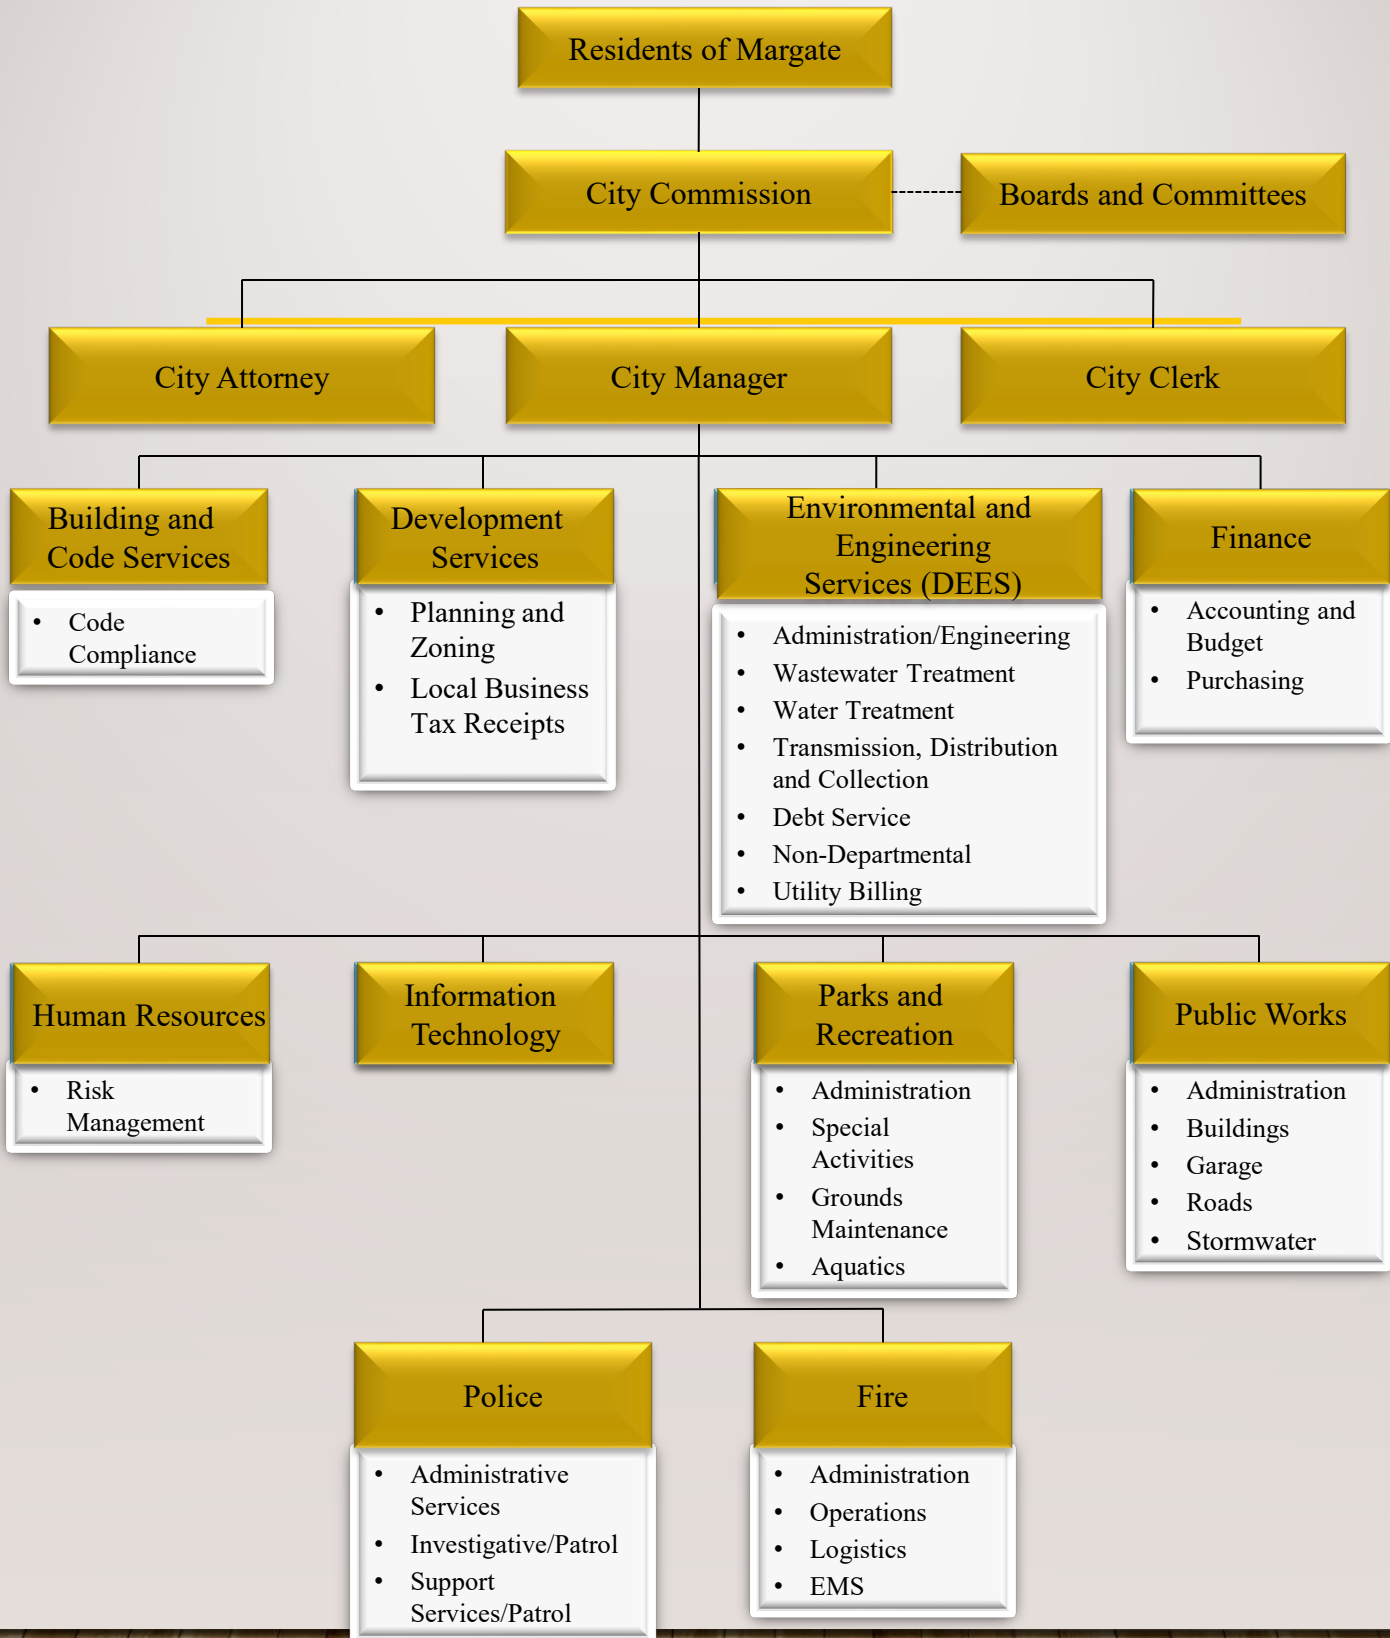 Residents of Margate
City Commission
Boards and Committees
City Attorney
City Manager
City Clerk
Building and
Code Services
• Code
Compliance
Development
Services
• Planning and
Zoning
• Local Business
Tax Receipts
Environmental and
Engineering
Services (DEES)
• Administration/Engineering
• Wastewater Treatment
• Water Treatment
• Transmission, Distribution
and Collection
• Debt Service
• Non-Departmental
• Utility Billing
Finance
• Accounting and
Budget
• Purchasing
Human Resources
• Risk
Management
Information
Technology
Parks and
Recreation
• Administration
• Special
Activities
• Grounds
Maintenance
• Aquatics
Public Works
• Administration
• Buildings
• Garage
• Roads
• Stormwater
Police
• Administrative
Services
• Investigative/Patrol
• Support
Services/Patrol
Fire
• Administration
• Operations
• Logistics
• EMS